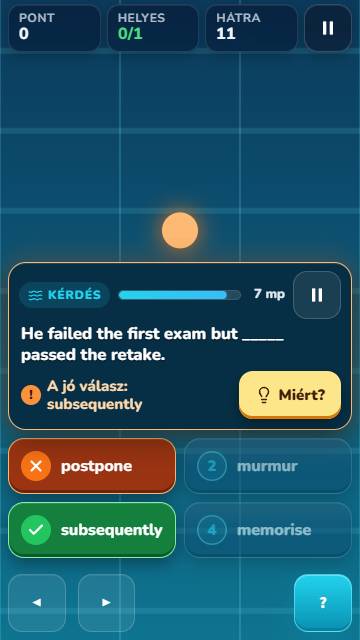 PONT
0
HELYES
0/1
HÁTRA
11
KÉRDÉS
7 mp
He failed the first exam but _____
passed the retake.
! A jó válasz:
subsequently
Miért?
postpone
2 murmur
subsequently
4 memorise
?